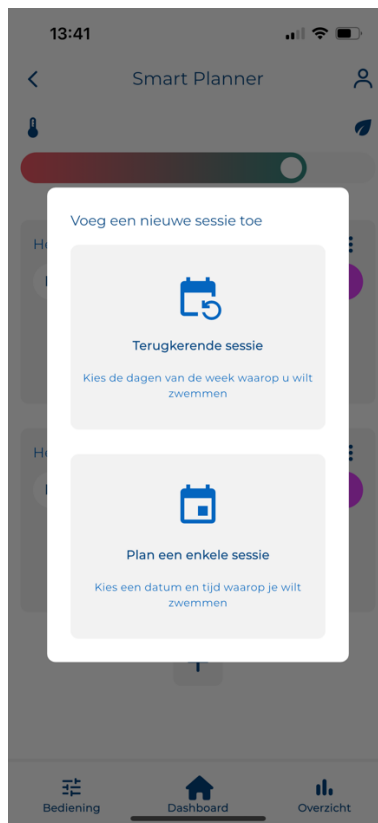 13:41
Smart Planner
Voeg een nieuwe sessie toe
Terugkerende sessie
Kies de dagen van de week waarop u wilt
zwemmen
Plan een enkele sessie
Kies een datum en tijd waarop je wilt
zwemmen
Bediening Dashboard Overzicht